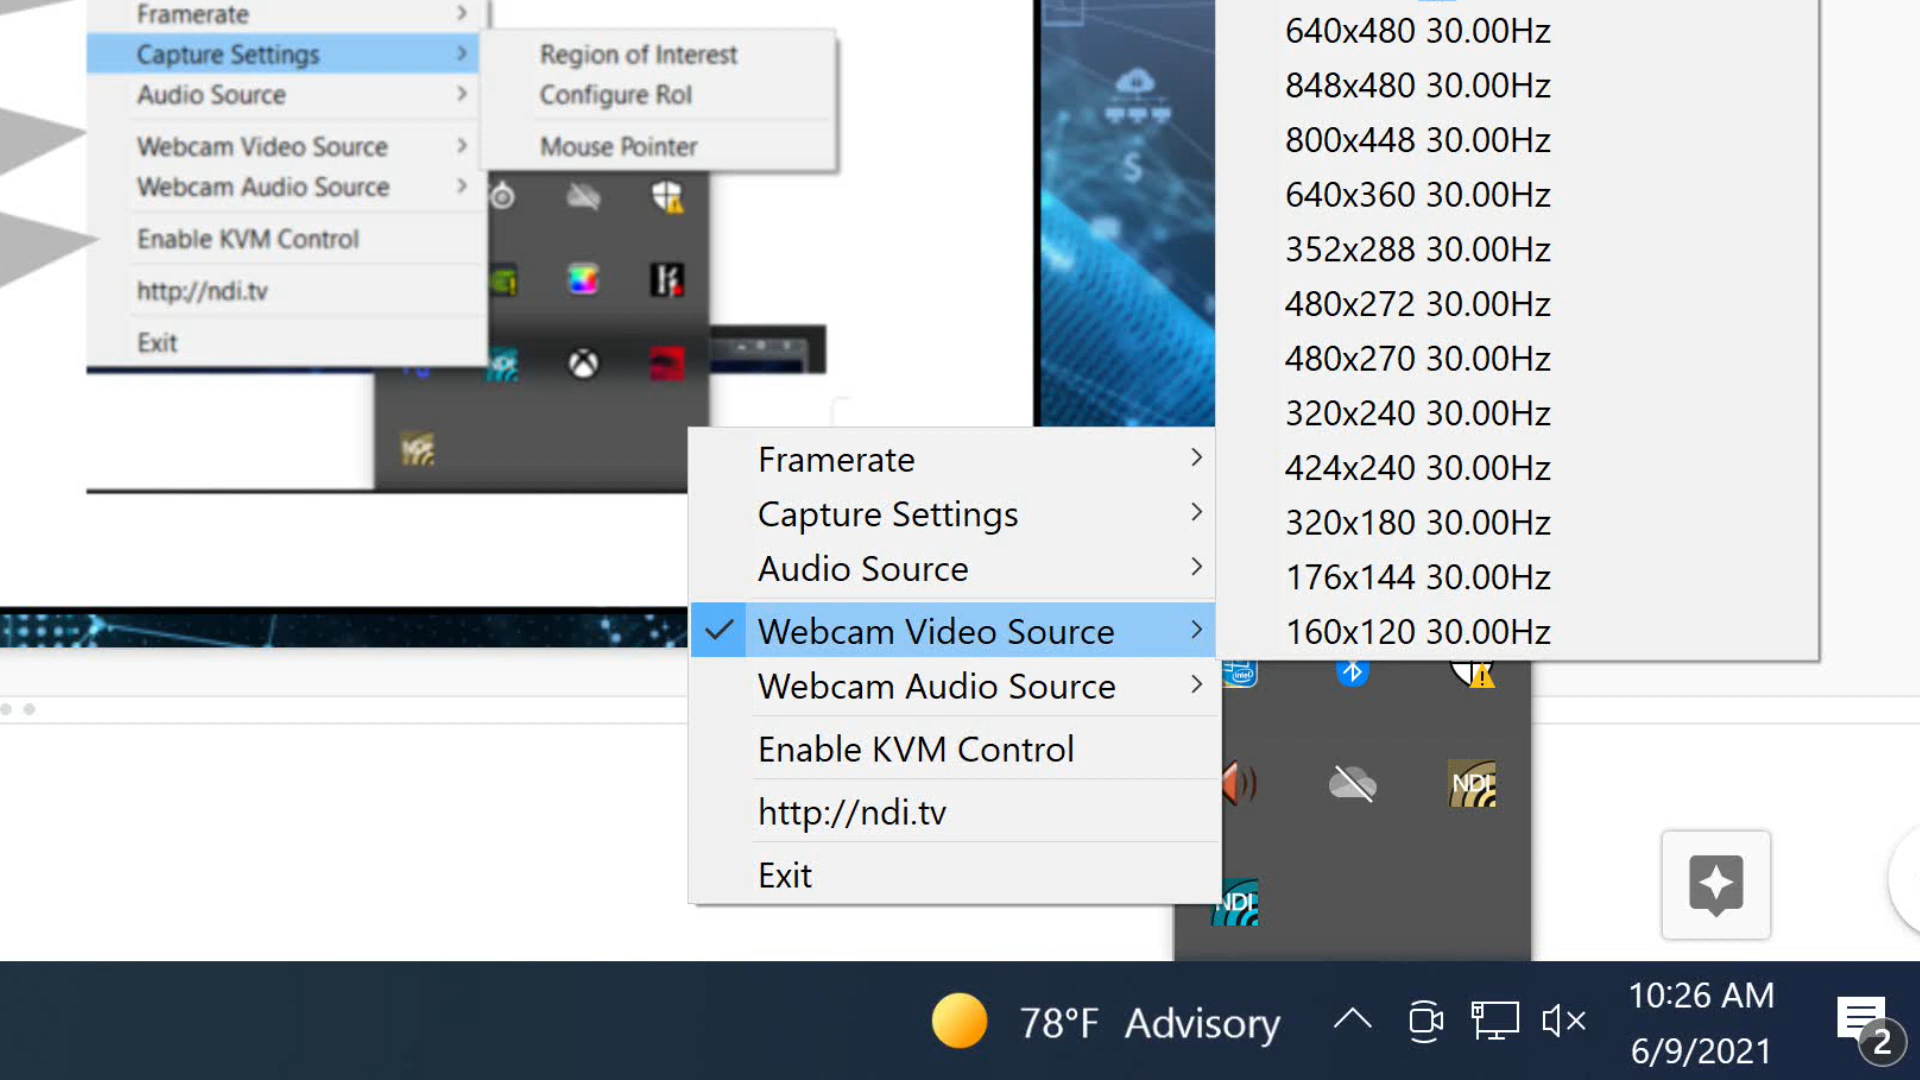 Framerate
Capture Settings
Audio Source
Webcam Video Source
Webcam Audio Source
Enable KVM Control
http://ndi.tv
Exit
Region of Interest
Configure RoI
Mouse Pointer
NDI
640x480 30.00Hz
848x480 30.00Hz
800x448 30.00Hz
640x360 30.00Hz
352x288 30.00Hz
480x272 30.00Hz
480x270 30.00Hz
320x240 30.00Hz
424x240 30.00Hz
320x180 30.00Hz
176x144 30.00Hz
160x120 30.00Hz
Framerate
Capture Settings
Audio Source
Webcam Video Source
Webcam Audio Source
Enable KVM Control
http://ndi.tv
Exit
intel
NDI
NDI
78°F Advisory
10:26 AM
6/9/2021
2